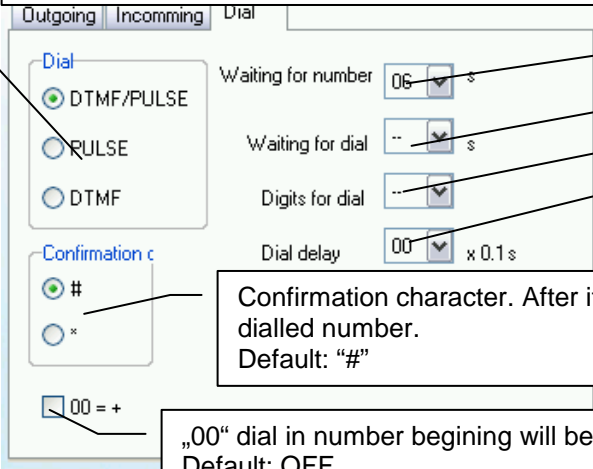 Outgoing Incomming Dial
Dial
Waiting for number 06 s
DTMF/PULSE
Waiting for dial -- s
PULSE
Digits for dial --
DTMF
Dial delay 00 x 0.1 s
Confirmation c
#
*
Confirmation character. After i
dialled number.
Default: “#”
00 = +
„00“ dial in number begining will be
Default: OFF